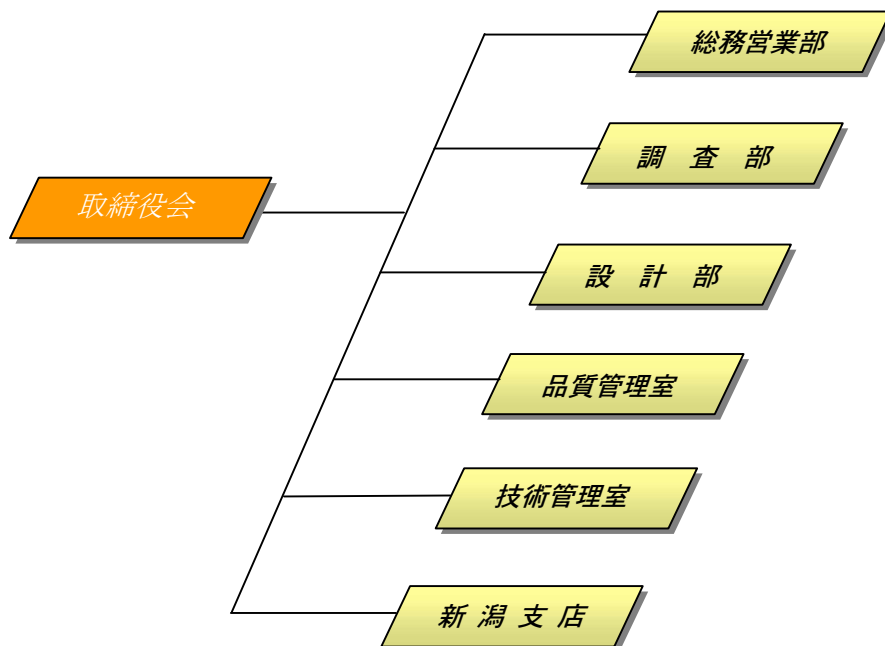 総務営業部
調　査　部
取締役会
設　計　部
品質管理室
技術管理室
新 潟 支 店